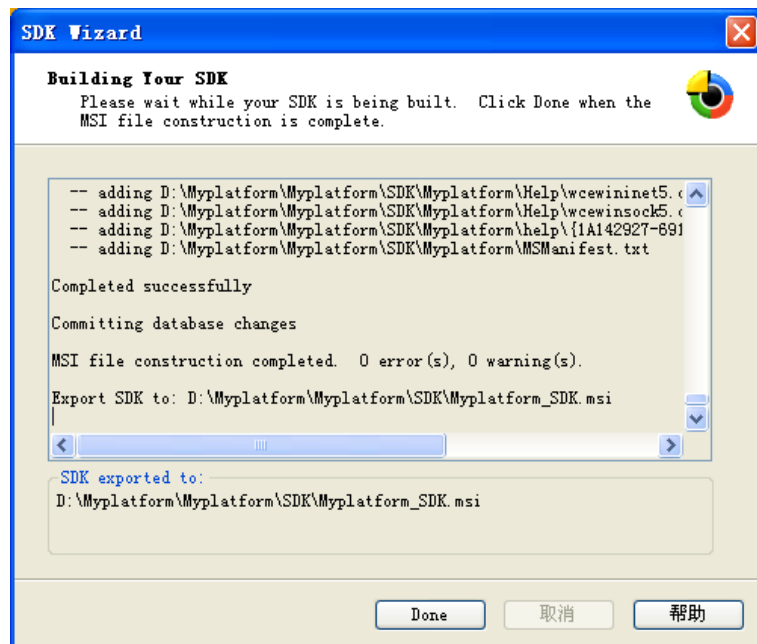 SDK Wizard
Building Your SDK
Please wait while your SDK is being built. Click Done when the
MSI file construction is complete.
-- adding D:\Myplatform\Myplatform\SDK\Myplatform\Help\wcewininet5.c
-- adding D:\Myplatform\Myplatform\SDK\Myplatform\Help\wcewinsock5.c
-- adding D:\Myplatform\Myplatform\SDK\Myplatform\help\{1A142927-691
-- adding D:\Myplatform\Myplatform\SDK\Myplatform\MSManifest.txt
Completed successfully
Committing database changes
MSI file construction completed. 0 error(s), 0 warning(s).
Export SDK to: D:\Myplatform\Myplatform\SDK\Myplatform_SDK.msi
SDK exported to:
D:\Myplatform\Myplatform\SDK\Myplatform_SDK.msi
Done 取消 帮助